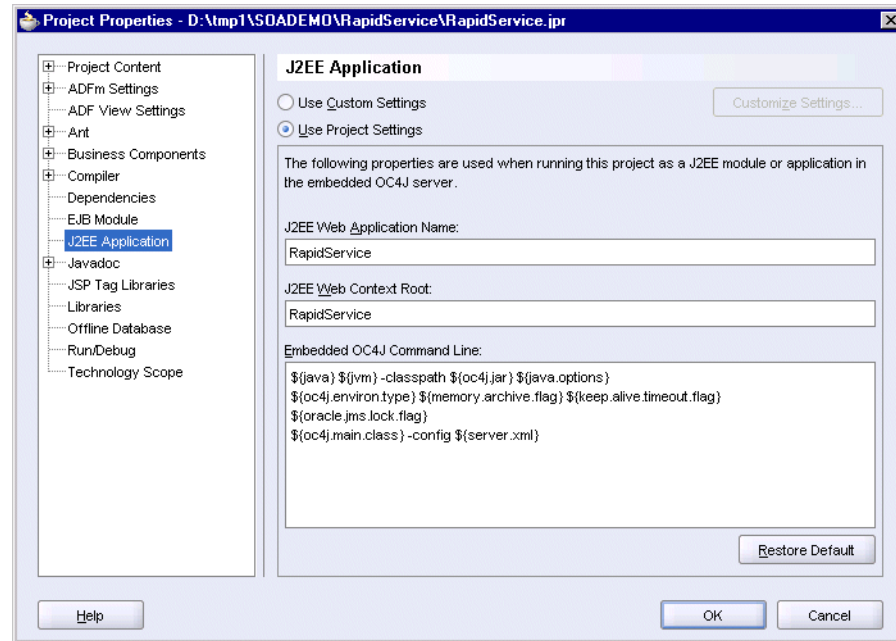 Project Properties - D:\tmp1\SOADEMO\RapidService\RapidService.jpr
Project Content
ADFm Settings
ADF View Settings
Ant
Business Components
Compiler
Dependencies
EJB Module
J2EE Application
Javadoc
JSP Tag Libraries
Libraries
Offline Database
Run/Debug
Technology Scope
J2EE Application
Use Custom Settings
Customize Settings...
Use Project Settings
The following properties are used when running this project as a J2EE module or application in
the embedded OC4J server.
J2EE Web Application Name:
RapidService
J2EE Web Context Root:
RapidService
Embedded OC4J Command Line:
${java} ${jvm} -classpath ${oc4j.jar} ${java.options}
${oc4j.environ.type} ${memory.archive.flag} ${keep.alive.timeout.flag}
${oracle.jms.lock.flag}
${oc4j.main.class} -config ${server.xml}
Restore Default
Help
OK
Cancel